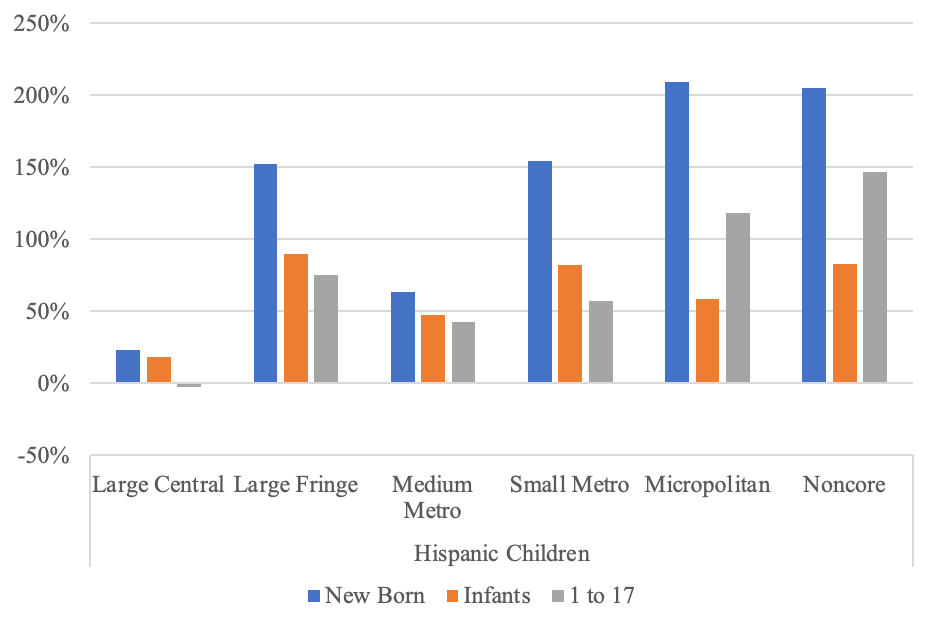 250%
200%
150%
100%
50%
0%
-50%
Large Central Large Fringe Medium Metro Small Metro Micropolitan Noncore
Hispanic Children
New Born Infants 1 to 17